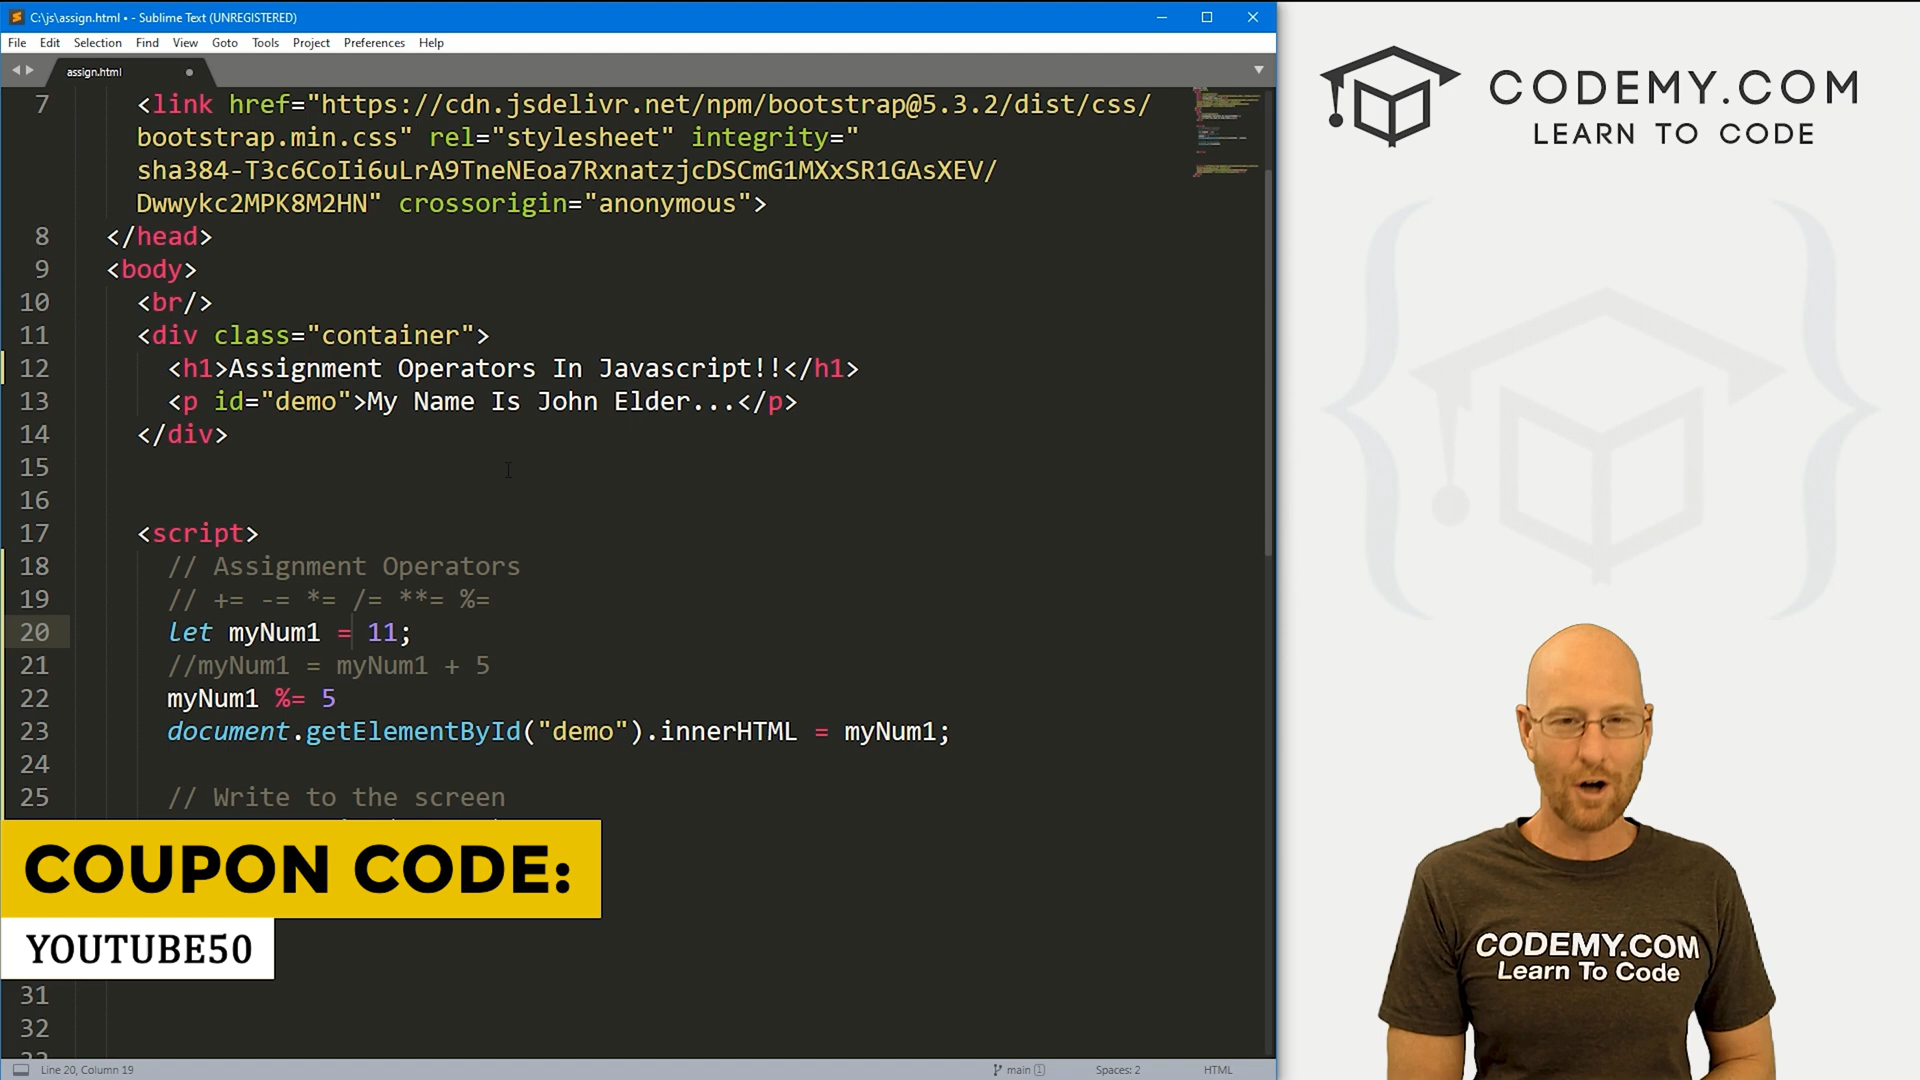 C:\js\assign.html • - Sublime Text (UNREGISTERED)
File Edit Selection Find View Goto Tools Project Preferences Help
assign.html
7 <link href="https://cdn.jsdelivr.net/npm/bootstrap@5.3.2/dist/css/
bootstrap.min.css" rel="stylesheet" integrity="
sha384-T3c6CoIi6uLrA9TneNEoa7RxnatzjcDSCmG1MXxSR1GAsXEV/
Dwwykc2MPK8M2HN" crossorigin="anonymous">
8 </head>
9 <body>
10 <br/>
11 <div class="container">
12 <h1>Assignment Operators In Javascript!!</h1>
13 <p id="demo">My Name Is John Elder...</p>
14 </div>
15
16
17 <script>
18 // Assignment Operators
19 // += -= *= /= **= %=
20 let myNum1 = 11;
21 //myNum1 = myNum1 + 5
22 myNum1 %= 5
23 document.getElementById("demo").innerHTML = myNum1;
24
25 // Write to the screen
COUPON CODE:
YOUTUBE50
31
32
Line 20, Column 19 main 1 Spaces: 2 HTML
CODEMY.COM
LEARN TO CODE
CODEMY.COM
Learn To Code